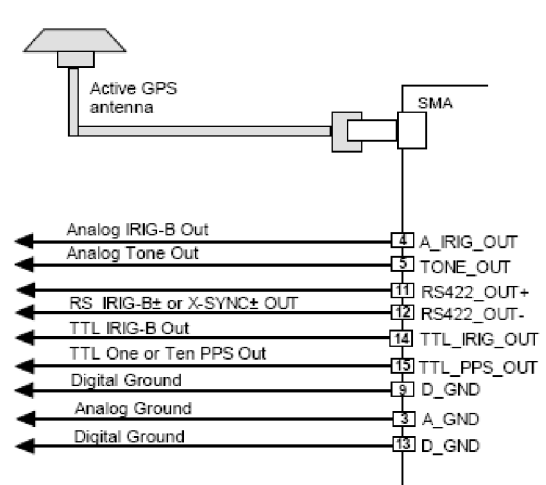 Active GPS
antenna
SMA
Analog IRIG-B Out 4 A_IRIG_OUT
Analog Tone Out 5 TONE_OUT
11 RS422_OUT+
RS IRIG-B± or X-SYNC± OUT 12 RS422_OUT-
TTL IRIG-B Out 14 TTL_IRIG_OUT
TTL One or Ten PPS Out 15 TTL_PPS_OUT
Digital Ground 9 D_GND
Analog Ground 3 A_GND
Digital Ground 13 D_GND